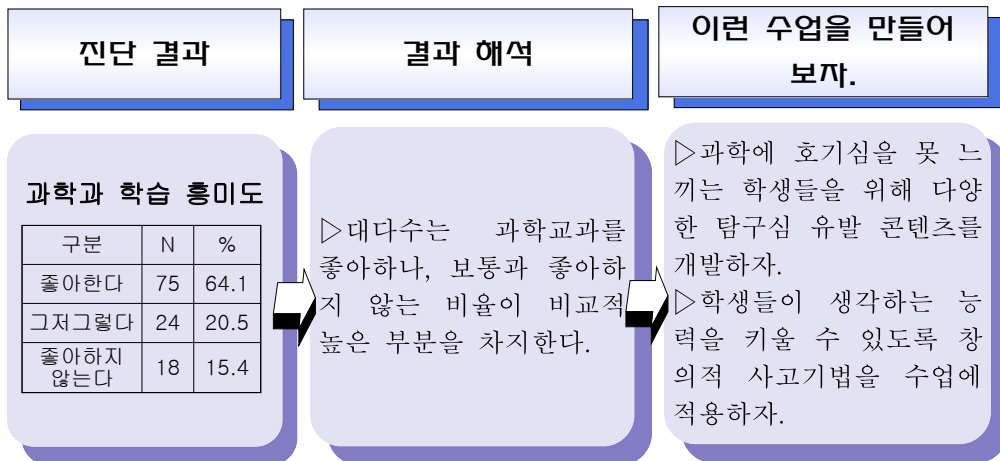 진단 결과
결과 해석
이런 수업을 만들어
보자.
과학과 학습 흥미도
구분 N %
좋아한다 75 64.1
그저그렇다 24 20.5
좋아하지
않는다 18 15.4
▷대다수는 과학교과를
좋아하나, 보통과 좋아하
지 않는 비율이 비교적
높은 부분을 차지한다.
▷과학에 호기심을 못 느
끼는 학생들을 위해 다양
한 탐구심 유발 콘텐츠를
개발하자.
▷학생들이 생각하는 능
력을 키울 수 있도록 창
의적 사고기법을 수업에
적용하자.